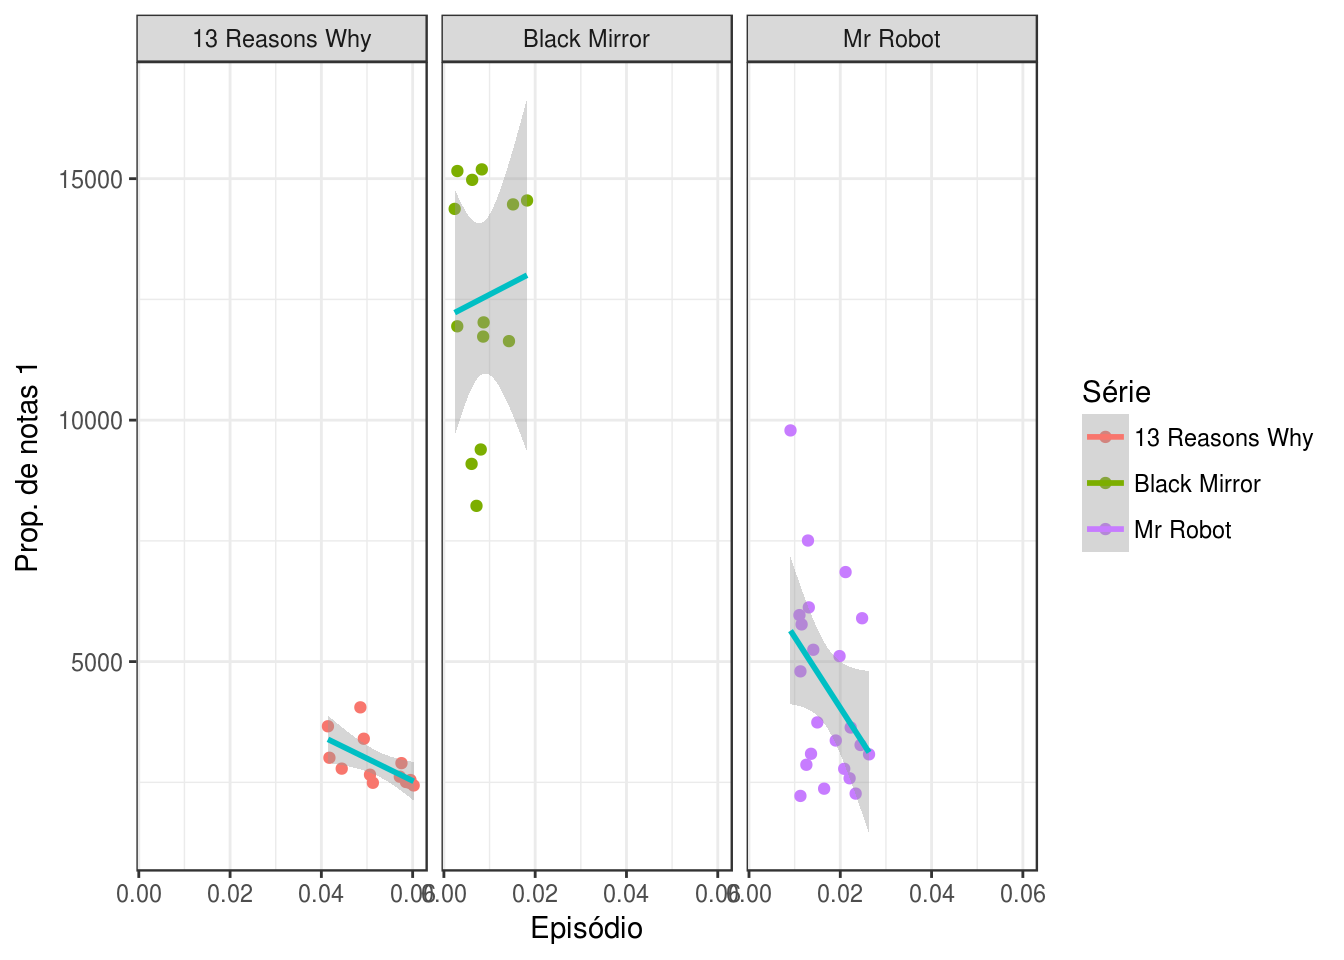 13 Reasons Why
Black Mirror
Mr Robot
Prop. de notas 1
15000
10000
5000
0.00 0.02 0.04 0.06
0.00 0.02 0.04 0.06
0.00 0.02 0.04 0.06
Episódio
Série
13 Reasons Why
Black Mirror
Mr Robot